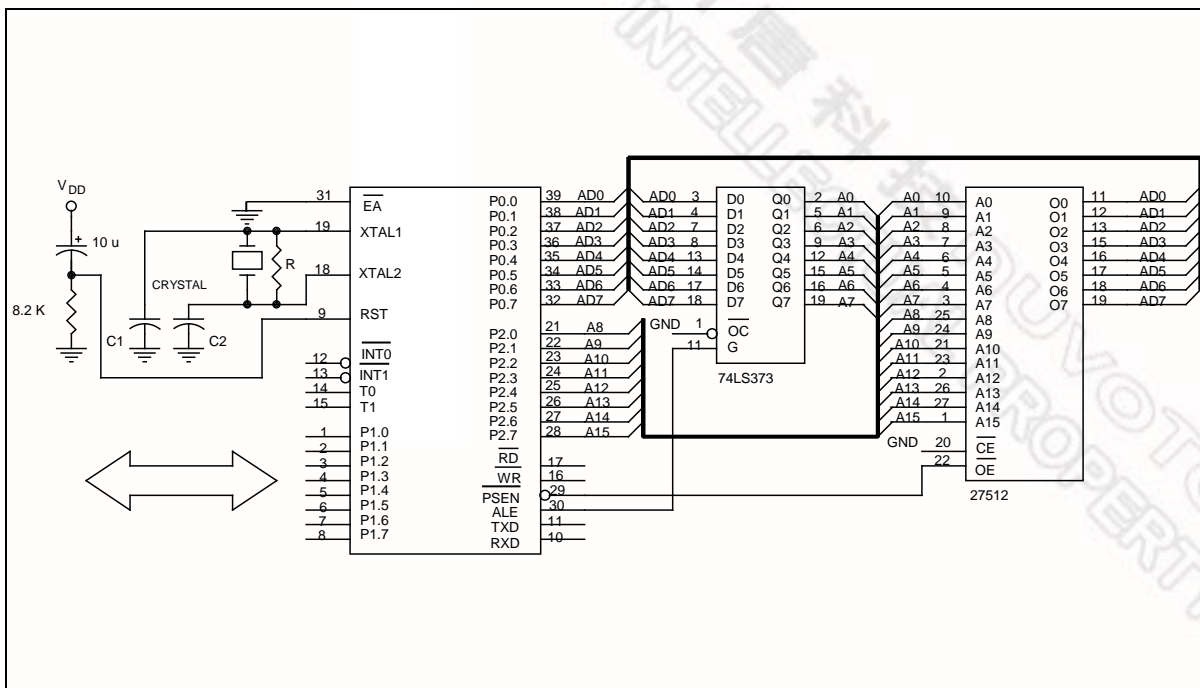 唐科技
INTELLECTUAL PROPERTY
NUVOTON
VDD
10 u
8.2 K
C1
C2
CRYSTAL
R
31 EA
19 XTAL1
18 XTAL2
9 RST
12 INT0
13 INT1
14 T0
15 T1
1 P1.0
2 P1.1
3 P1.2
4 P1.3
5 P1.4
6 P1.5
7 P1.6
8 P1.7
P0.0 39 AD0
P0.1 38 AD1
P0.2 37 AD2
P0.3 36 AD3
P0.4 35 AD4
P0.5 34 AD5
P0.6 33 AD6
P0.7 32 AD7
P2.0 21 A8
P2.1 22 A9
P2.2 23 A10
P2.3 24 A11
P2.4 25 A12
P2.5 26 A13
P2.6 27 A14
P2.7 28 A15
RD 17
WR 16
PSEN 29
ALE 30
TXD 11
RXD 10
AD0 3 D0 Q0 2 A0
AD1 4 D1 Q1 5 A1
AD2 7 D2 Q2 6 A2
AD3 8 D3 Q3 9 A3
AD4 13 D4 Q4 12 A4
AD5 14 D5 Q5 15 A5
AD6 17 D6 Q6 16 A6
AD7 18 D7 Q7 19 A7
GND 1 OC
11 G
74LS373
A0 10 A0 O0 11 AD0
A1 9 A1 O1 12 AD1
A2 8 A2 O2 13 AD2
A3 7 A3 O3 15 AD3
A4 6 A4 O4 16 AD4
A5 5 A5 O5 17 AD5
A6 4 A6 O6 18 AD6
A7 3 A7 O7 19 AD7
A8 25 A8
A9 24 A9
A10 21 A10
A11 23 A11
A12 2 A12
A13 26 A13
A14 27 A14
A15 1 A15
GND 20 CE
22 OE
27512